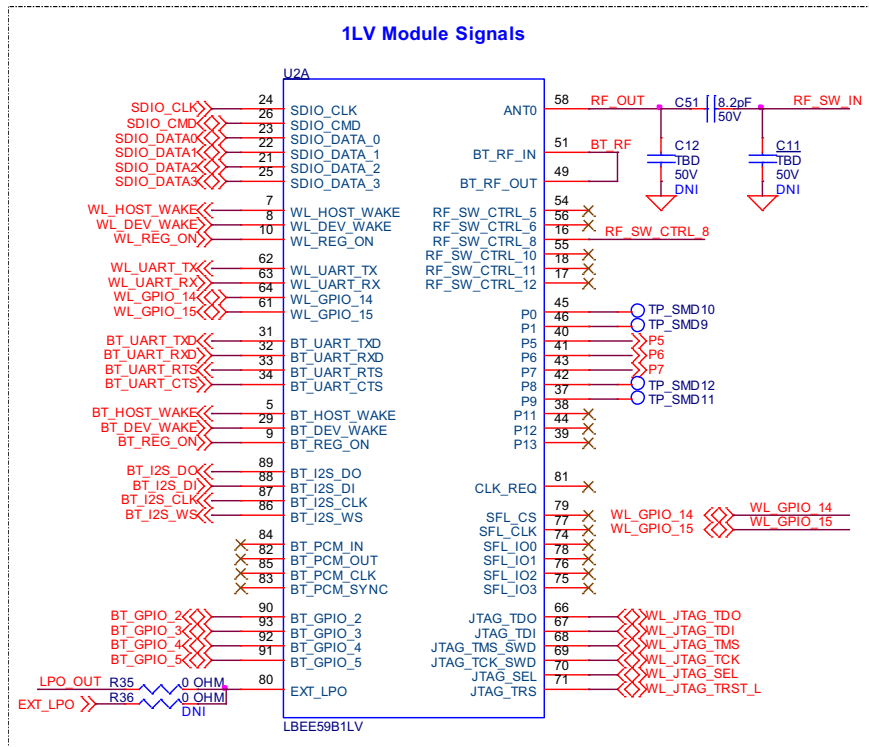 1LV Module Signals
U2A
SDIO_CLK 24 SDIO_CLK
SDIO_CMD 26 SDIO_CMD
SDIO_DATA0 23 SDIO_DATA_0
SDIO_DATA1 22 SDIO_DATA_1
SDIO_DATA2 21 SDIO_DATA_2
SDIO_DATA3 25 SDIO_DATA_3
WL_HOST_WAKE 7 WL_HOST_WAKE
WL_DEV_WAKE 8 WL_DEV_WAKE
WL_REG_ON 10 WL_REG_ON
WL_UART_TX 62 WL_UART_TX
WL_UART_RX 63 WL_UART_RX
WL_GPIO_14 64 WL_GPIO_14
WL_GPIO_15 61 WL_GPIO_15
BT_UART_TXD 31 BT_UART_TXD
BT_UART_RXD 32 BT_UART_RXD
BT_UART_RTS 33 BT_UART_RTS
BT_UART_CTS 34 BT_UART_CTS
BT_HOST_WAKE 5 BT_HOST_WAKE
BT_DEV_WAKE 29 BT_DEV_WAKE
BT_REG_ON 9 BT_REG_ON
BT_I2S_DO 89 BT_I2S_DO
BT_I2S_DI 88 BT_I2S_DI
BT_I2S_CLK 87 BT_I2S_CLK
BT_I2S_WS 86 BT_I2S_WS
84 BT_PCM_IN
82 BT_PCM_OUT
85 BT_PCM_CLK
83 BT_PCM_SYNC
BT_GPIO_2 90 BT_GPIO_2
BT_GPIO_3 93 BT_GPIO_3
BT_GPIO_4 92 BT_GPIO_4
BT_GPIO_5 91 BT_GPIO_5
LPO_OUT R35 0 OHM 80 EXT_LPO
EXT_LPO R36 0 OHM
DNI
LBEE59B1LV
ANT0 58 RF_OUT C51 8.2pF RF_SW_IN
50V
BT_RF_IN 51 BT_RF
BT_RF_OUT 49
C12
TBD
50V
DNI
C11
TBD
50V
DNI
RF_SW_CTRL_5 54
RF_SW_CTRL_6 56
RF_SW_CTRL_8 16 RF_SW_CTRL_8
RF_SW_CTRL_10 55
RF_SW_CTRL_11 18
RF_SW_CTRL_12 17
P0 45 TP_SMD10
P1 46 TP_SMD9
P5 40 P5
P6 41 P6
P7 43 P7
P8 42 TP_SMD12
P9 37 TP_SMD11
P11 38
P12 44
P13 39
CLK_REQ 81
SFL_CS 79
SFL_CLK 77
SFL_IO0 74
SFL_IO1 78
SFL_IO2 76
SFL_IO3 75
WL_GPIO_14 WL_GPIO_14
WL_GPIO_15 WL_GPIO_15
JTAG_TDO 66 WL_JTAG_TDO
JTAG_TDI 67 WL_JTAG_TDI
JTAG_TMS_SWD 68 WL_JTAG_TMS
JTAG_TCK_SWD 69 WL_JTAG_TCK
JTAG_SEL 70 WL_JTAG_SEL
JTAG_TRS 71 WL_JTAG_TRST_L